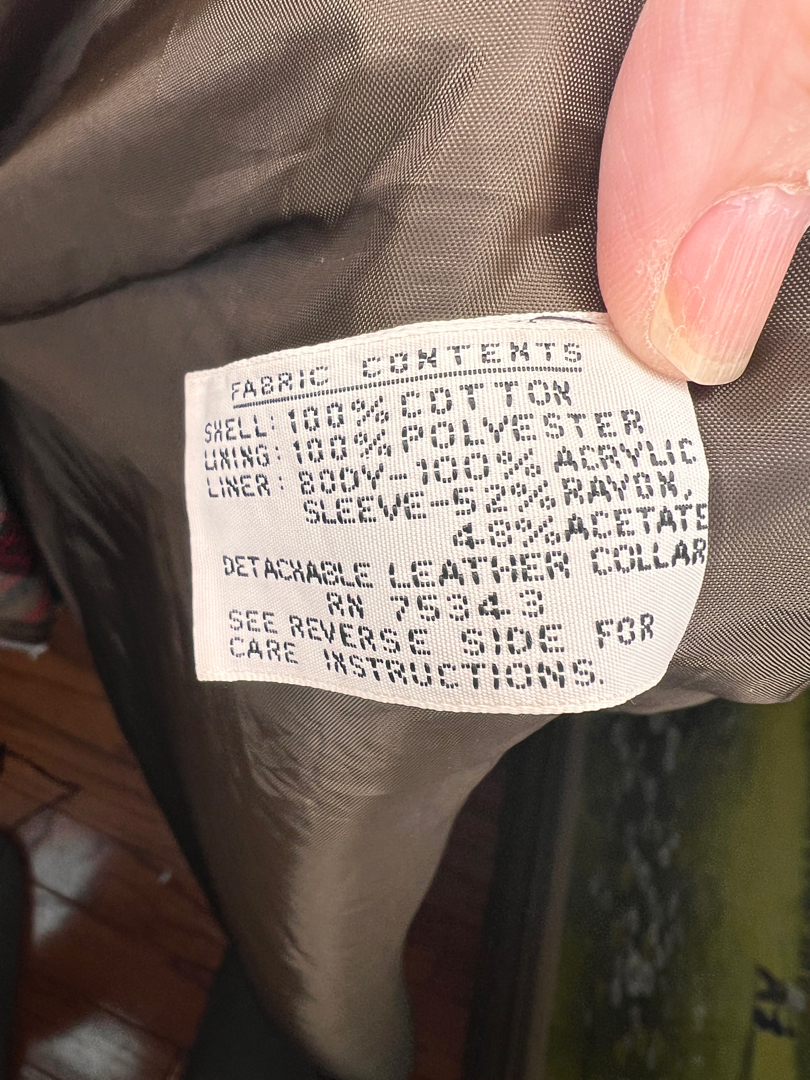 FABRIC CONTENTS
SHELL: 100% COTTON
LINING: 100% POLYESTER
LINER: BODY-100% ACRYLIC
SLEEVE-52% RAYON,
48% ACETATE
DETACHABLE LEATHER COLLAR
RN 75343
SEE REVERSE SIDE FOR
CARE INSTRUCTIONS.